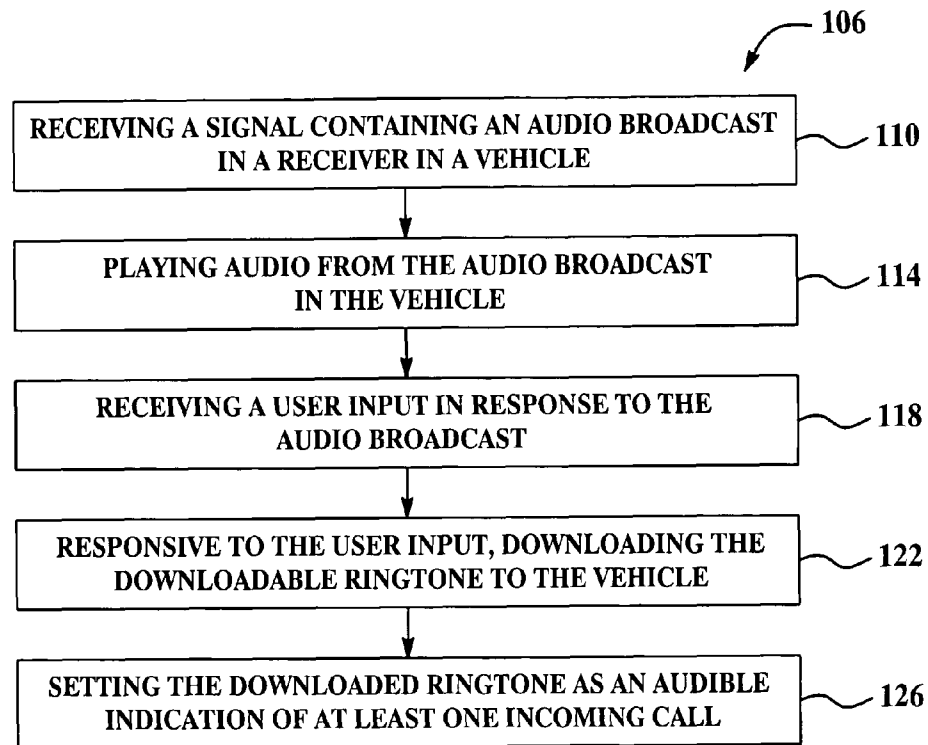 106
RECEIVING A SIGNAL CONTAINING AN AUDIO BROADCAST
IN A RECEIVER IN A VEHICLE
110
PLAYING AUDIO FROM THE AUDIO BROADCAST
IN THE VEHICLE
114
RECEIVING A USER INPUT IN RESPONSE TO THE
AUDIO BROADCAST
118
RESPONSIVE TO THE USER INPUT, DOWNLOADING THE
DOWNLOADABLE RINGTONE TO THE VEHICLE
122
SETTING THE DOWNLOADED RINGTONE AS AN AUDIBLE
INDICATION OF AT LEAST ONE INCOMING CALL
126